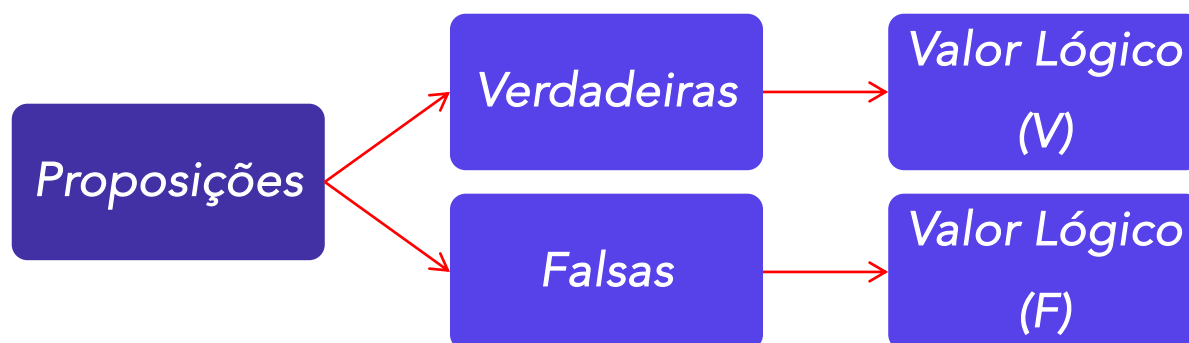 Proposições
Verdadeiras
Valor Lógico
(V)
Falsas
Valor Lógico
(F)